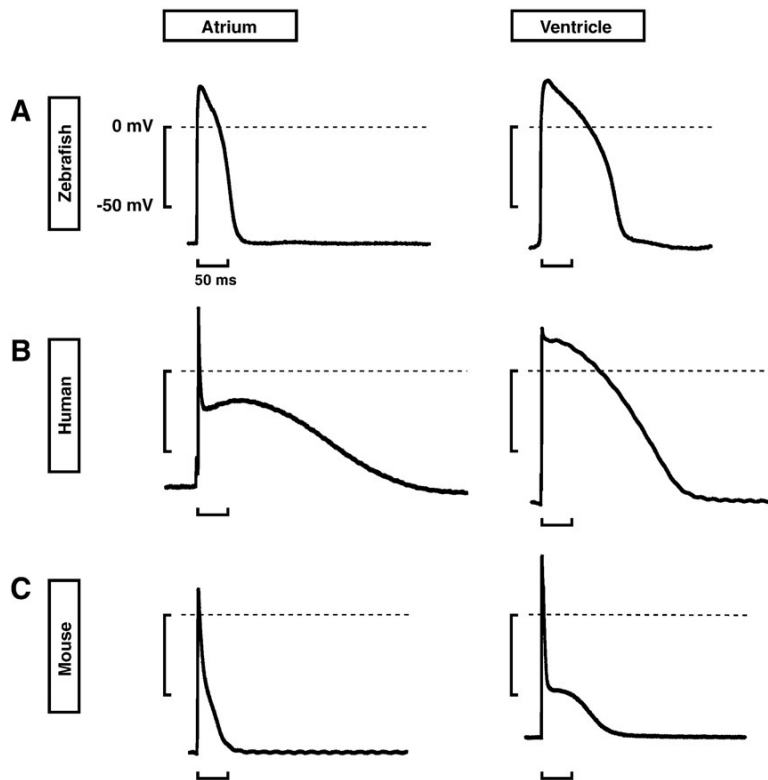 Atrium
Ventricle
A
Zebrafish
0 mV
-50 mV
50 ms
B
Human
C
Mouse